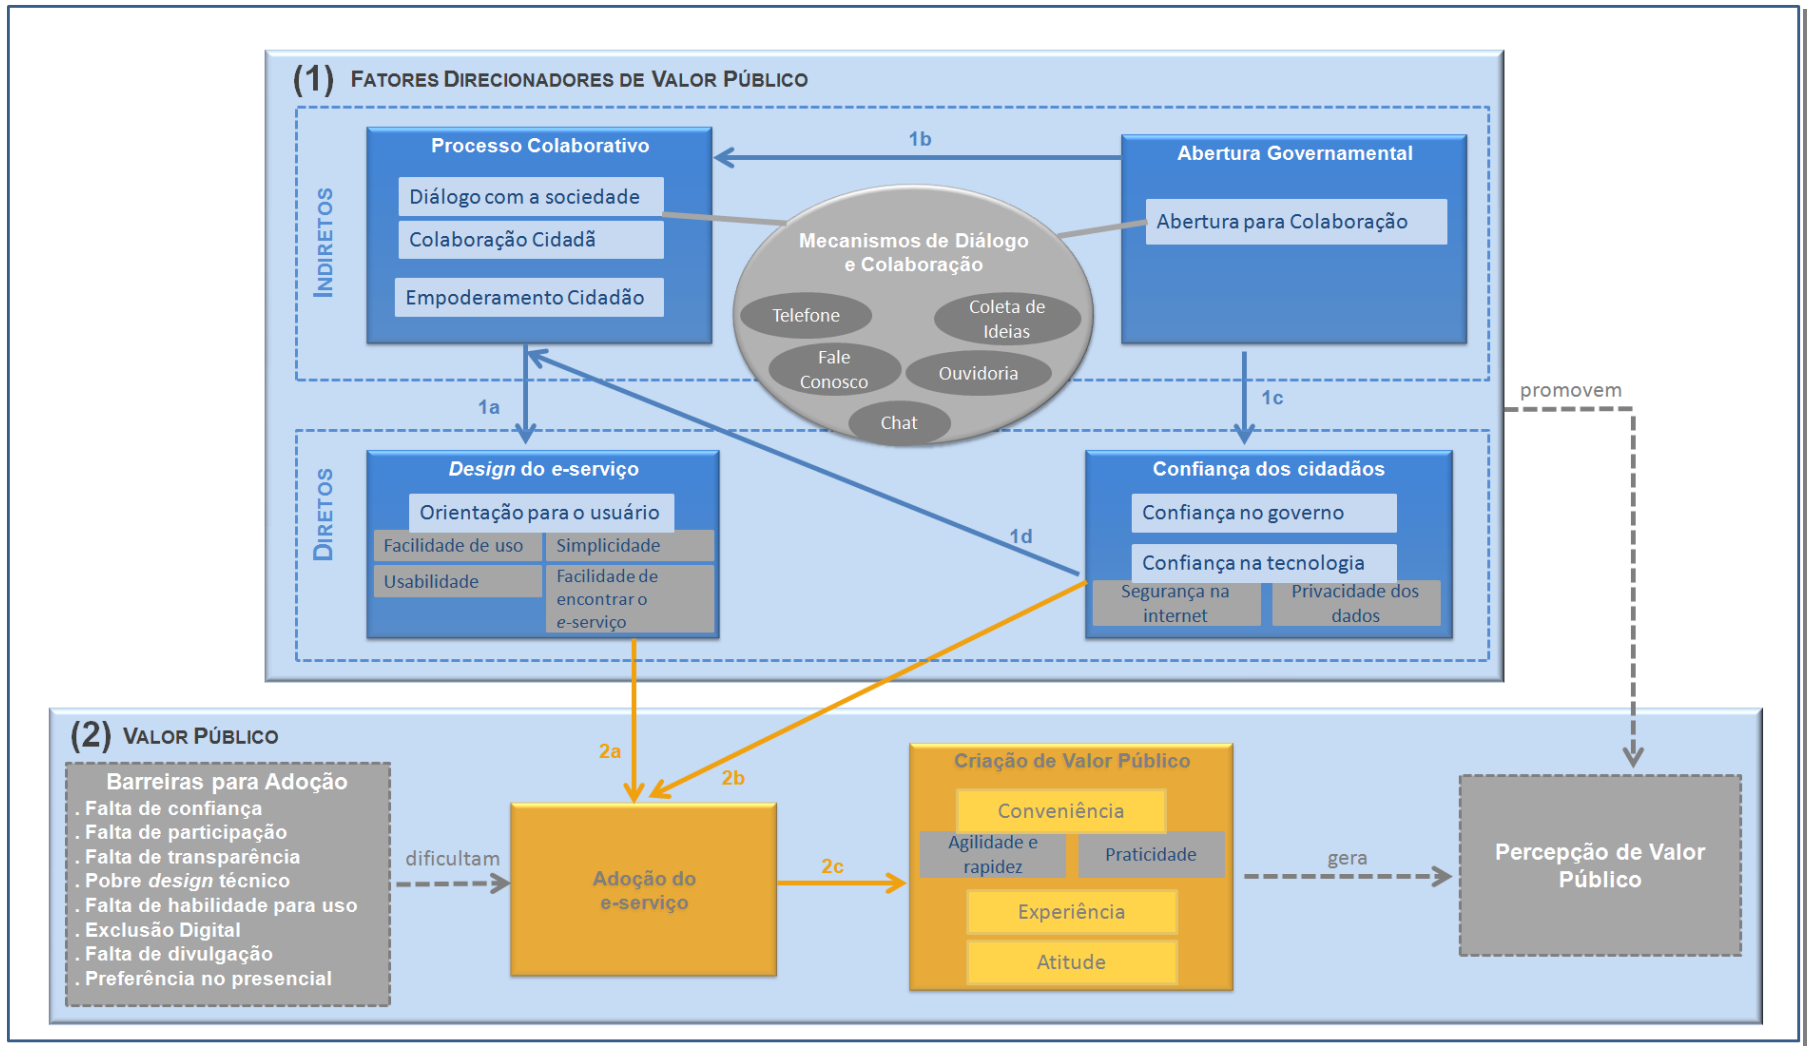 (1) FATORES DIRECIONADORES DE VALOR PÚBLICO
INDIRETOS
Processo Colaborativo
Diálogo com a sociedade
Colaboração Cidadã
Empoderamento Cidadão
1b
Abertura Governamental
Abertura para Colaboração
Mecanismos de Diálogo
e Colaboração
Telefone
Coleta de
Ideias
Fale
Conosco
Ouvidoria
Chat
1a
1c
promovem
DIRETOS
Design do e-serviço
Orientação para o usuário
Facilidade de uso
Simplicidade
Usabilidade
Facilidade de
encontrar o
e-serviço
1d
Confiança dos cidadãos
Confiança no governo
Confiança na tecnologia
Segurança na
internet
Privacidade dos
dados
(2) VALOR PÚBLICO
Barreiras para Adoção
. Falta de confiança
. Falta de participação
. Falta de transparência
. Pobre design técnico
. Falta de habilidade para uso
. Exclusão Digital
. Falta de divulgação
. Preferência no presencial
dificultam
2a
2b
Adoção do
e-serviço
2c
Criação de Valor Público
Conveniência
Agilidade e
rapidez
Praticidade
Experiência
Atitude
gera
Percepção de Valor
Público